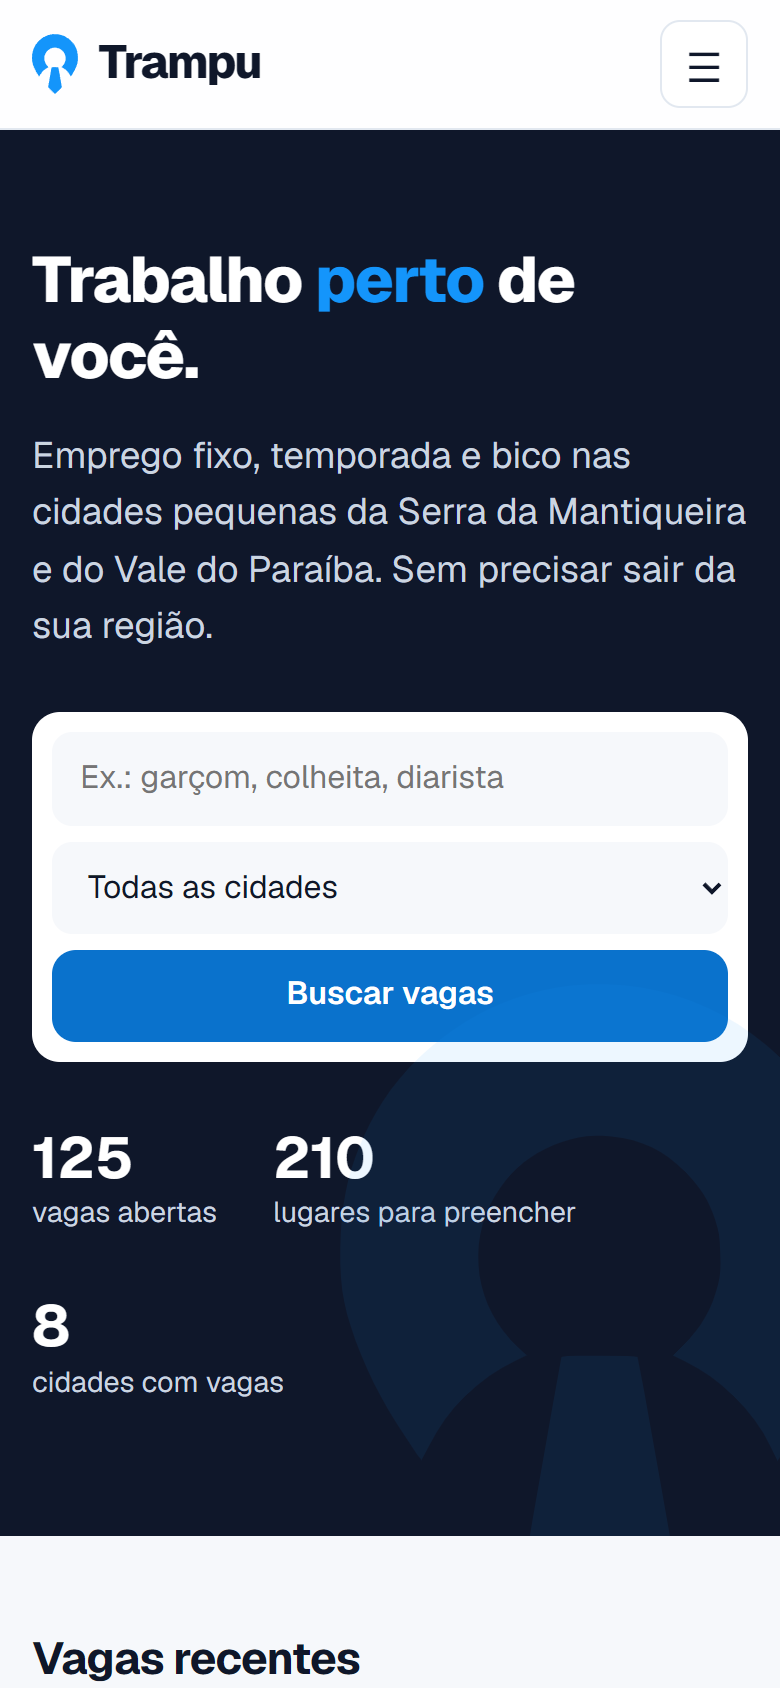 Trampu
Trabalho perto de
você.
Emprego fixo, temporada e bico nas
cidades pequenas da Serra da Mantiqueira
e do Vale do Paraíba. Sem precisar sair da
sua região.
Ex.: garçom, colheita, diarista
Todas as cidades
Buscar vagas
125
vagas abertas
210
lugares para preencher
8
cidades com vagas
Vagas recentes